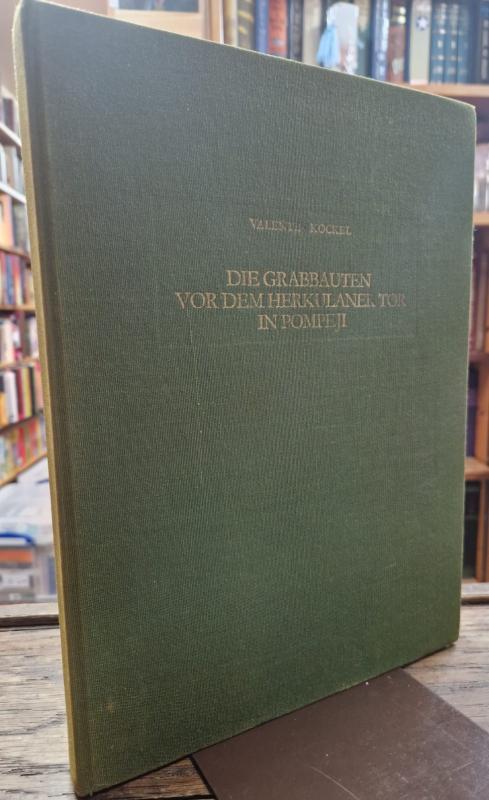 VALENTIN KOCKEL
DIE GRABBAUTEN
VOR DEM HERKULANER TOR
IN POMPEJI